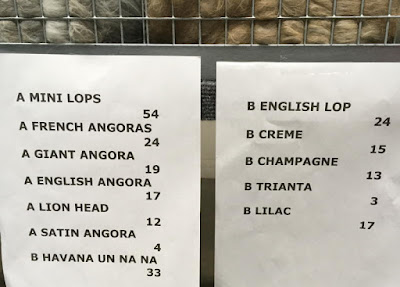 A MINI LOPS
54
A FRENCH ANGORAS
24
A GIANT ANGORA
19
A ENGLISH ANGORA
17
A LION HEAD
12
A SATIN ANGORA
4
B HAVANA UN NA NA
33
B ENGLISH LOP
24
B CREME
15
B CHAMPAGNE
13
B TRIANTA
3
B LILAC
17